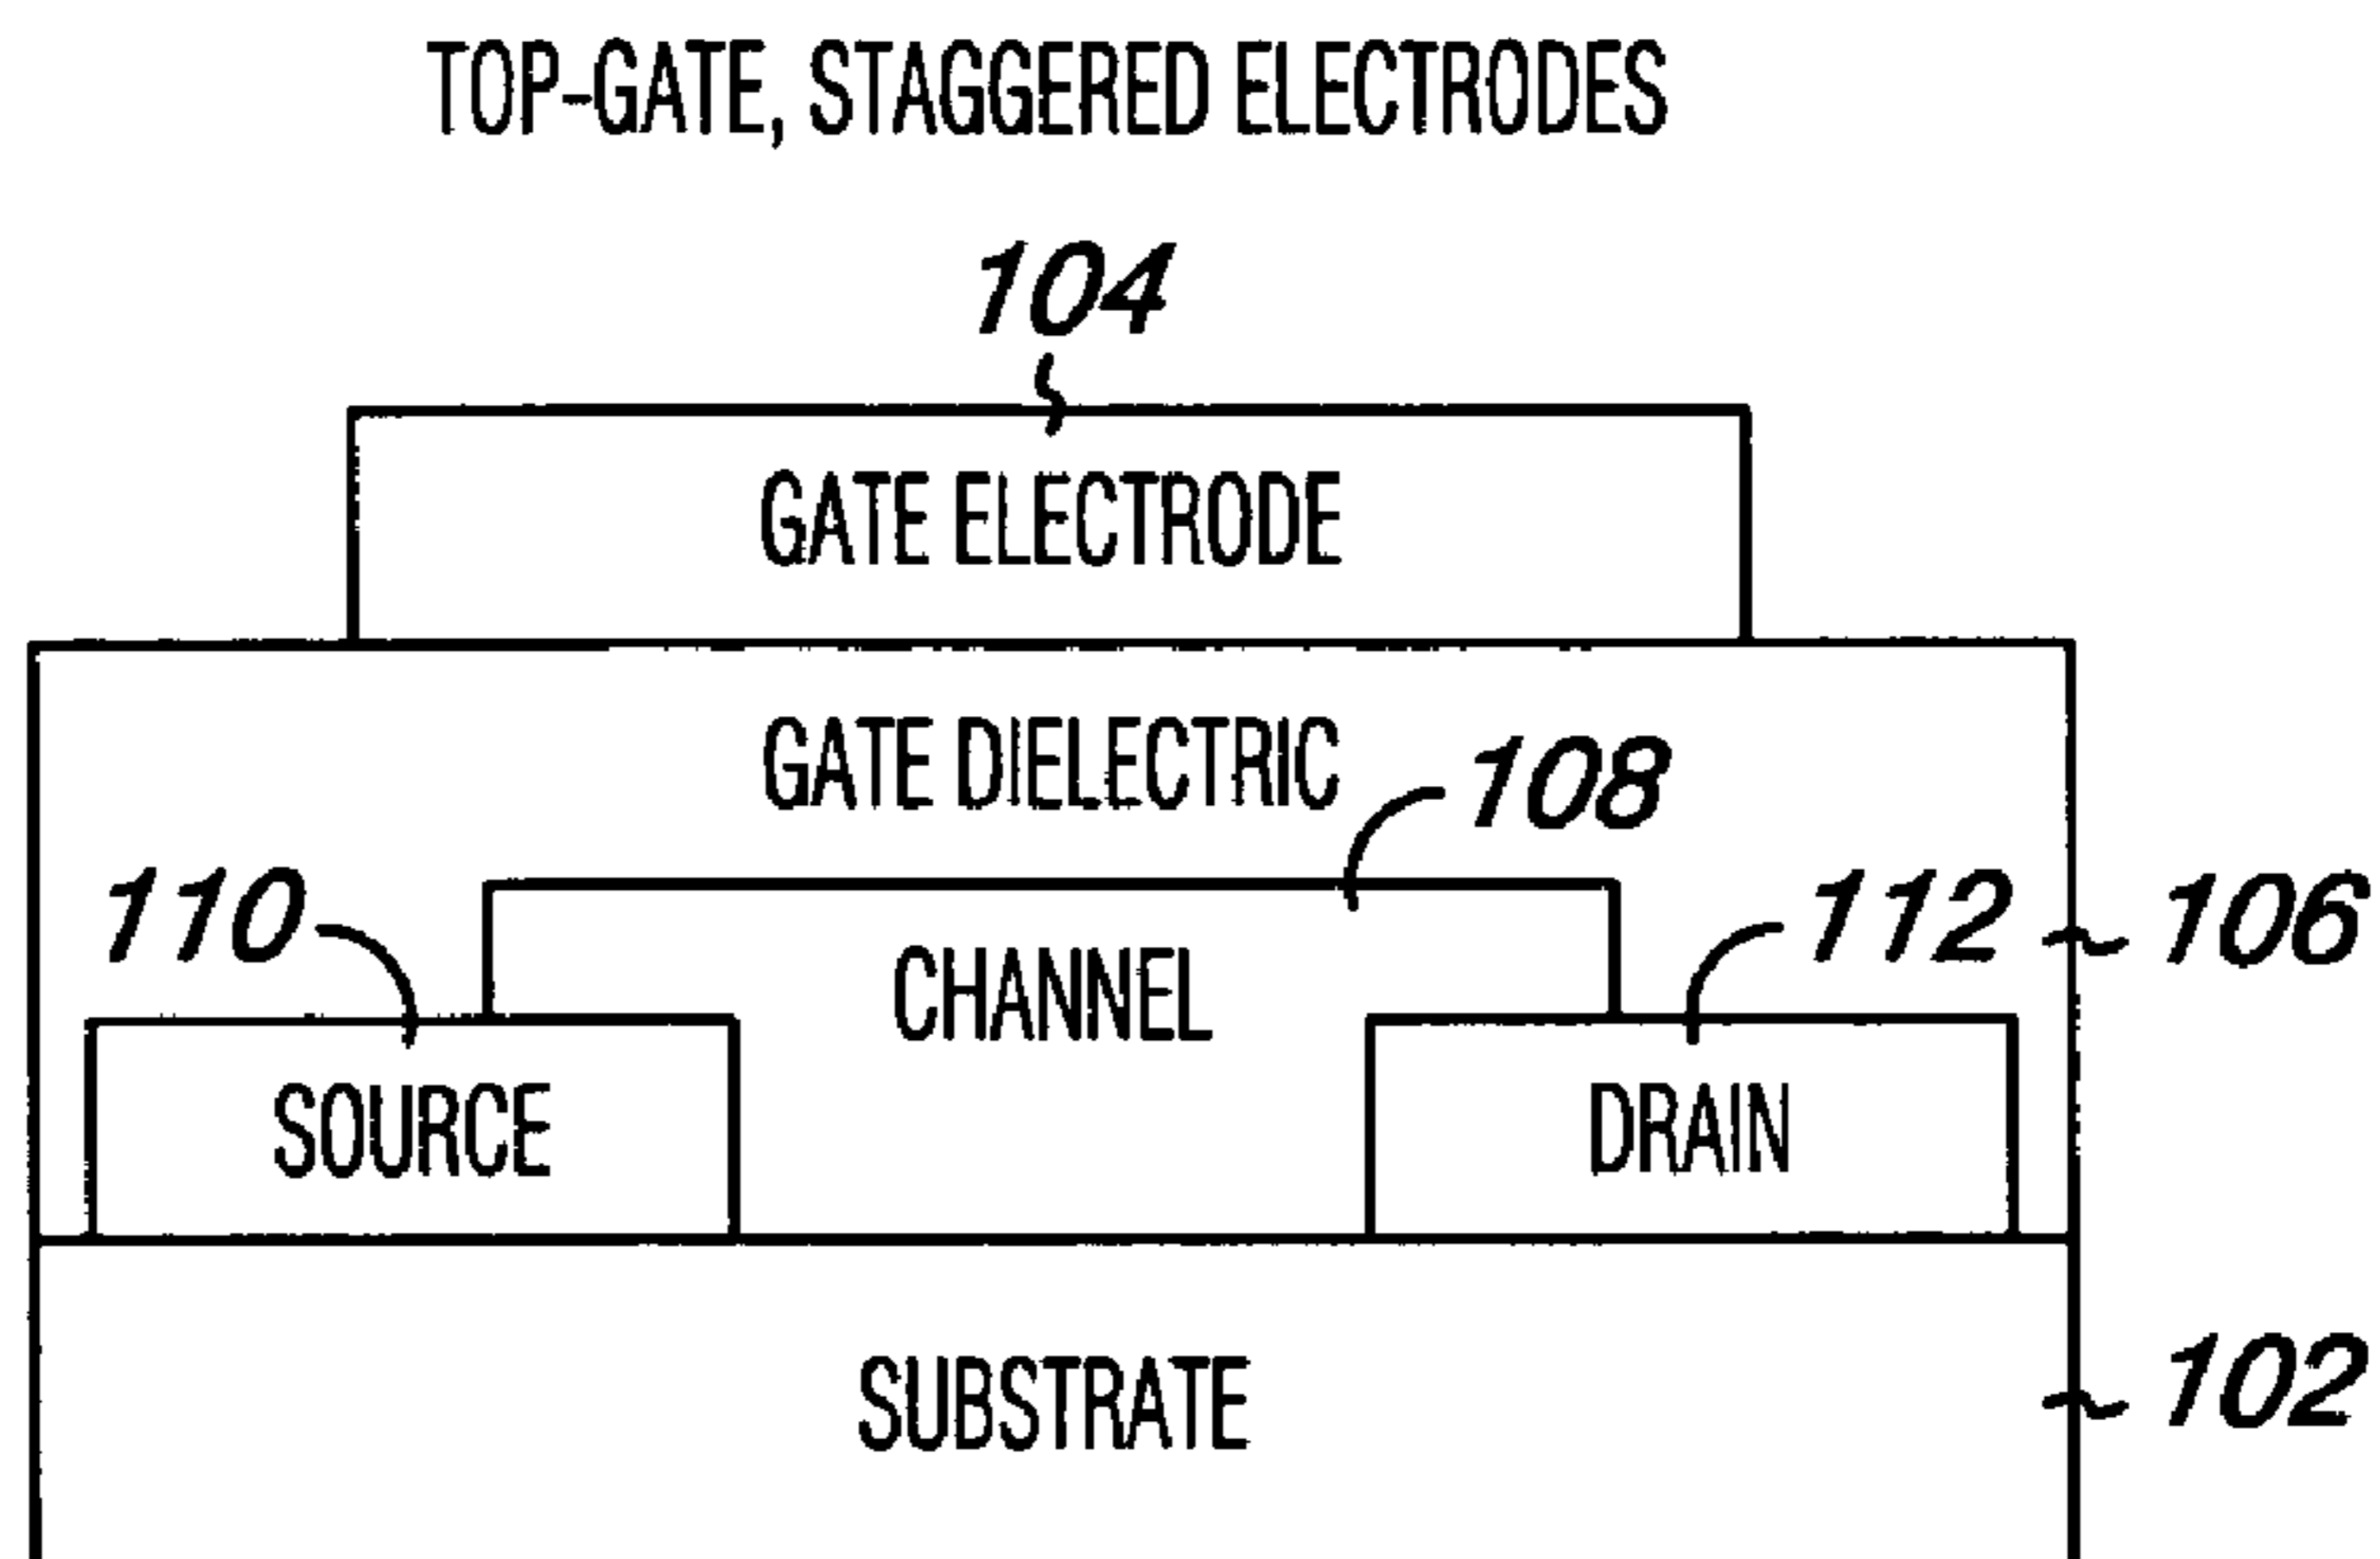 TOP-GATE, STAGGERED ELECTRODES
104
GATE ELECTRODE
GATE DIELECTRIC
108
110
112
106
CHANNEL
SOURCE
DRAIN
SUBSTRATE
102